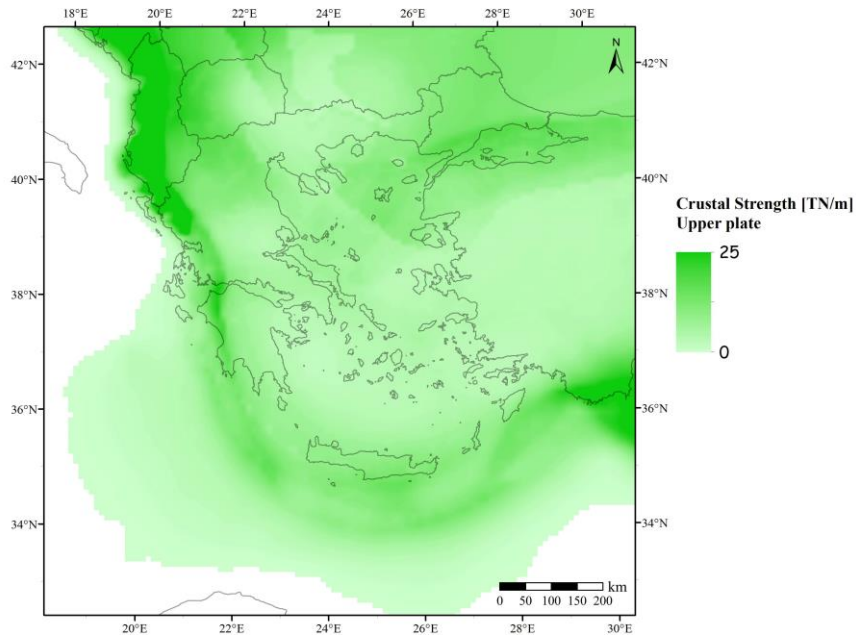 18°E 20°E 22°E 24°E 26°E 28°E 30°E
N
42°N 42°N
40°N 40°N
Crustal Strength [TN/m]
Upper plate
25
38°N 38°N
0
36°N 36°N
34°N 34°N
km
0 50 100 150 200
20°E 22°E 24°E 26°E 28°E 30°E